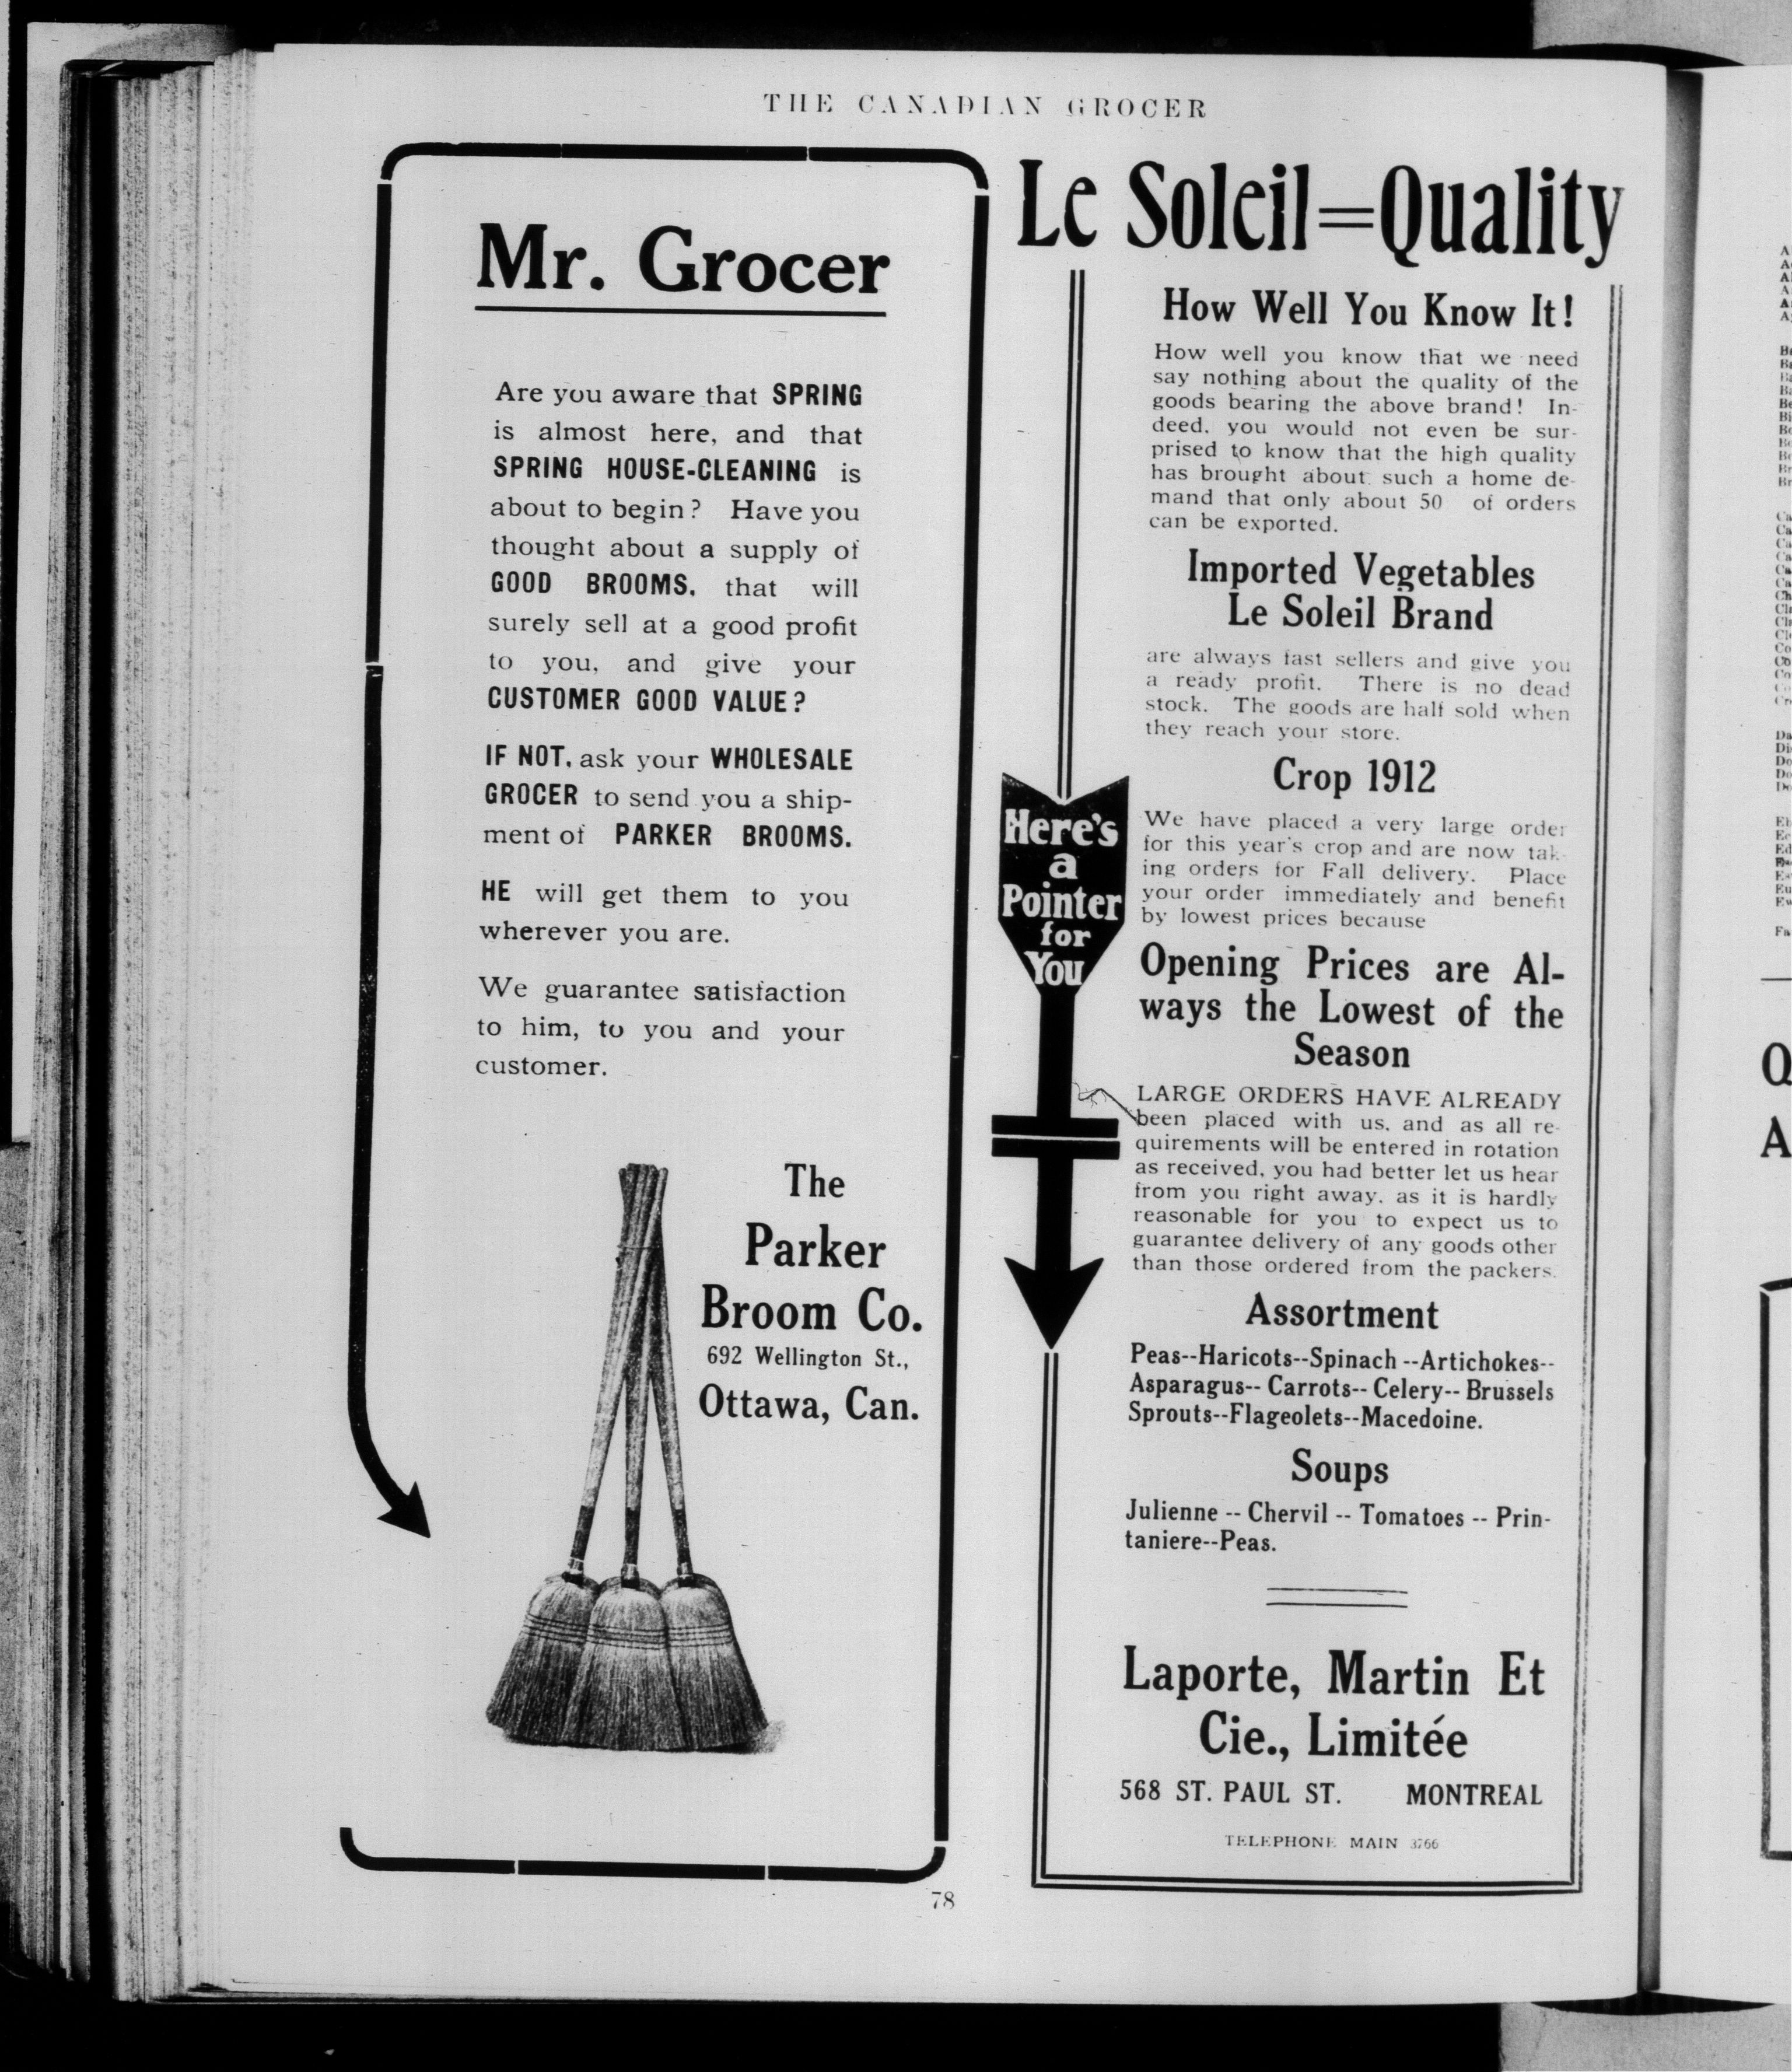 THE CANADIAN GROCER
Mr. Grocer
Are you aware that SPRING
is almost here, and that
SPRING HOUSE-CLEANING is
about to begin? Have you
thought about a supply of
GOOD BROOMS, that will
surely sell at a good profit
to you, and give your
CUSTOMER GOOD VALUE?
IF NOT, ask your WHOLESALE
GROCER to send you a ship-
ment of PARKER BROOMS.
HE will get them to you
wherever you are.
We guarantee satisfaction
to him, to you and your
customer.
The
Parker
Broom Co.
692 Wellington St.,
Ottawa, Can.
Le Soleil=Quality
How Well You Know It!
How well you know that we need
say nothing about the quality of the
goods bearing the above brand! In-
deed, you would not even be sur-
prised to know that the high quality
has brought about such a home de-
mand that only about 50 of orders
can be exported.
Imported Vegetables
Le Soleil Brand
are always fast sellers and give you
a ready profit. There is no dead
stock. The goods are half sold when
they reach your store.
Crop 1912
We have placed a very large order
for this year's crop and are now tak-
ing orders for Fall delivery. Place
your order immediately and benefit
by lowest prices because
Opening Prices are Al-
ways the Lowest of the
Season
LARGE ORDERS HAVE ALREADY
been placed with us, and as all re-
quirements will be entered in rotation
as received, you had better let us hear
from you right away, as it is hardly
reasonable for you to expect us to
guarantee delivery of any goods other
than those ordered from the packers.
Assortment
Peas--Haricots--Spinach--Artichokes--
Asparagus--Carrots--Celery--Brussels
Sprouts--Flageolets--Macedoine.
Soups
Julienne -- Chervil -- Tomatoes -- Prin-
taniere--Peas.
Laporte, Martin Et
Cie., Limitée
568 ST. PAUL ST. MONTREAL
TELEPHONE MAIN 3766
Here's
a
Pointer
for
You
78
Q
A